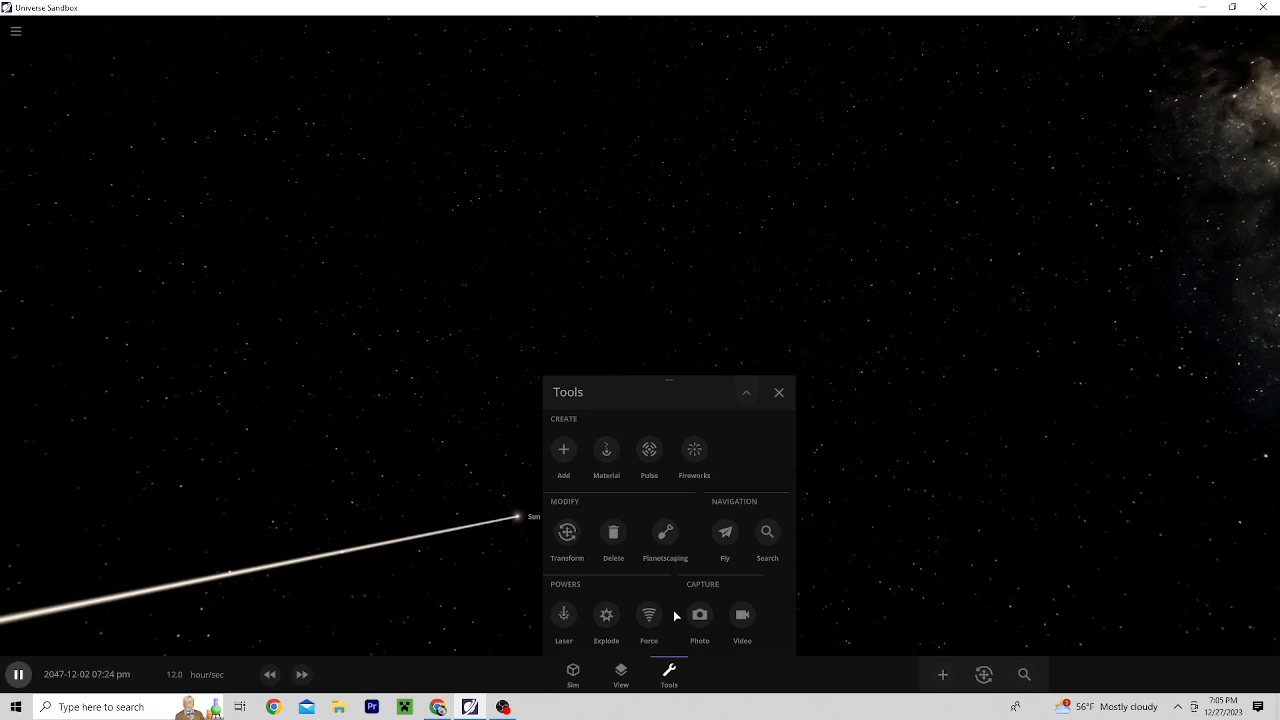 Universe Sandbox
Tools
CREATE
Add Material Pulse Fireworks
MODIFY NAVIGATION
Sun
Transform Delete Planetscaping Fly Search
POWERS CAPTURE
Laser Explode Force Photo Video
2047-12-02 07:24 pm 12.0 hour/sec
Sim View Tools
Type here to search
Pr
56°F Mostly cloudy
7:05 PM
12/27/2023